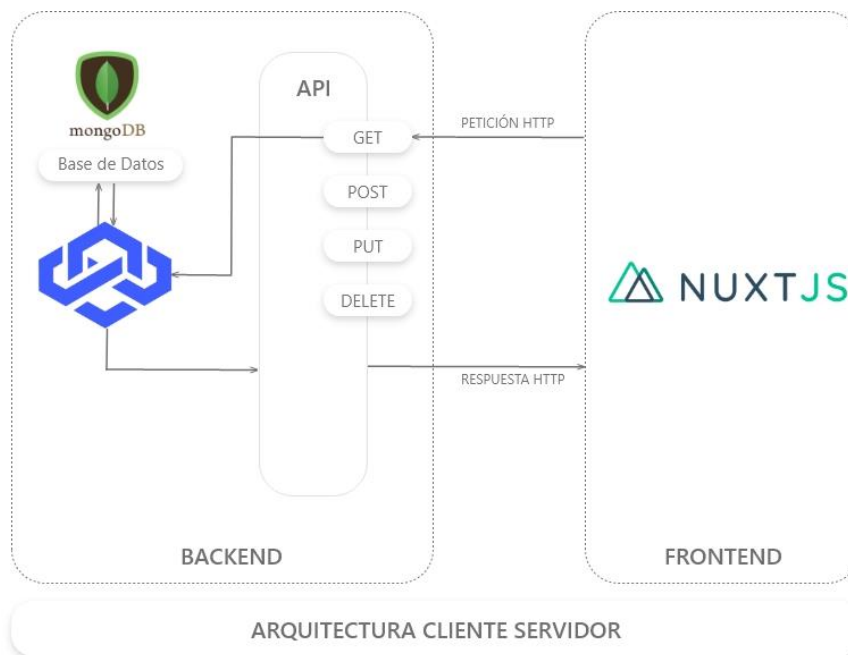 mongoDB
Base de Datos
API
GET
POST
PUT
DELETE
PETICIÓN HTTP
RESPUESTA HTTP
NUXTJS
BACKEND
FRONTEND
ARQUITECTURA CLIENTE SERVIDOR